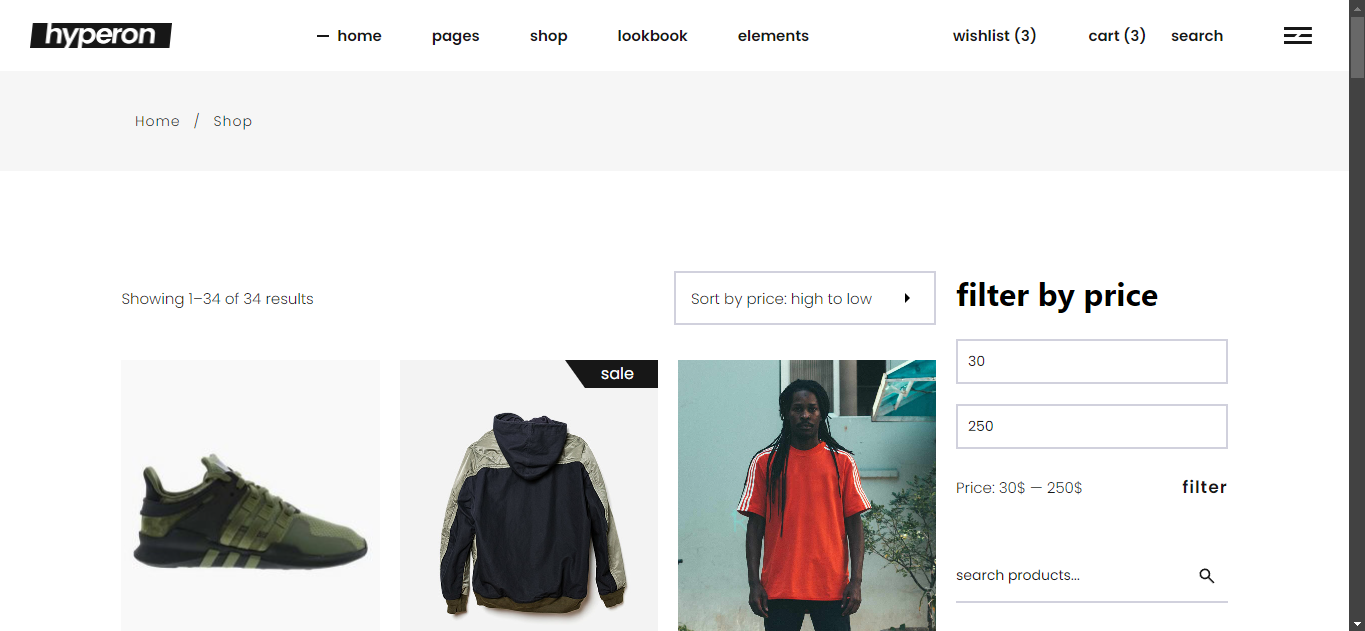 hyperon
home pages shop lookbook elements wishlist (3) cart (3) search
Home / Shop
Showing 1–34 of 34 results
Sort by price: high to low
filter by price
30
250
Price: 30$ — 250$ filter
sale
search products...